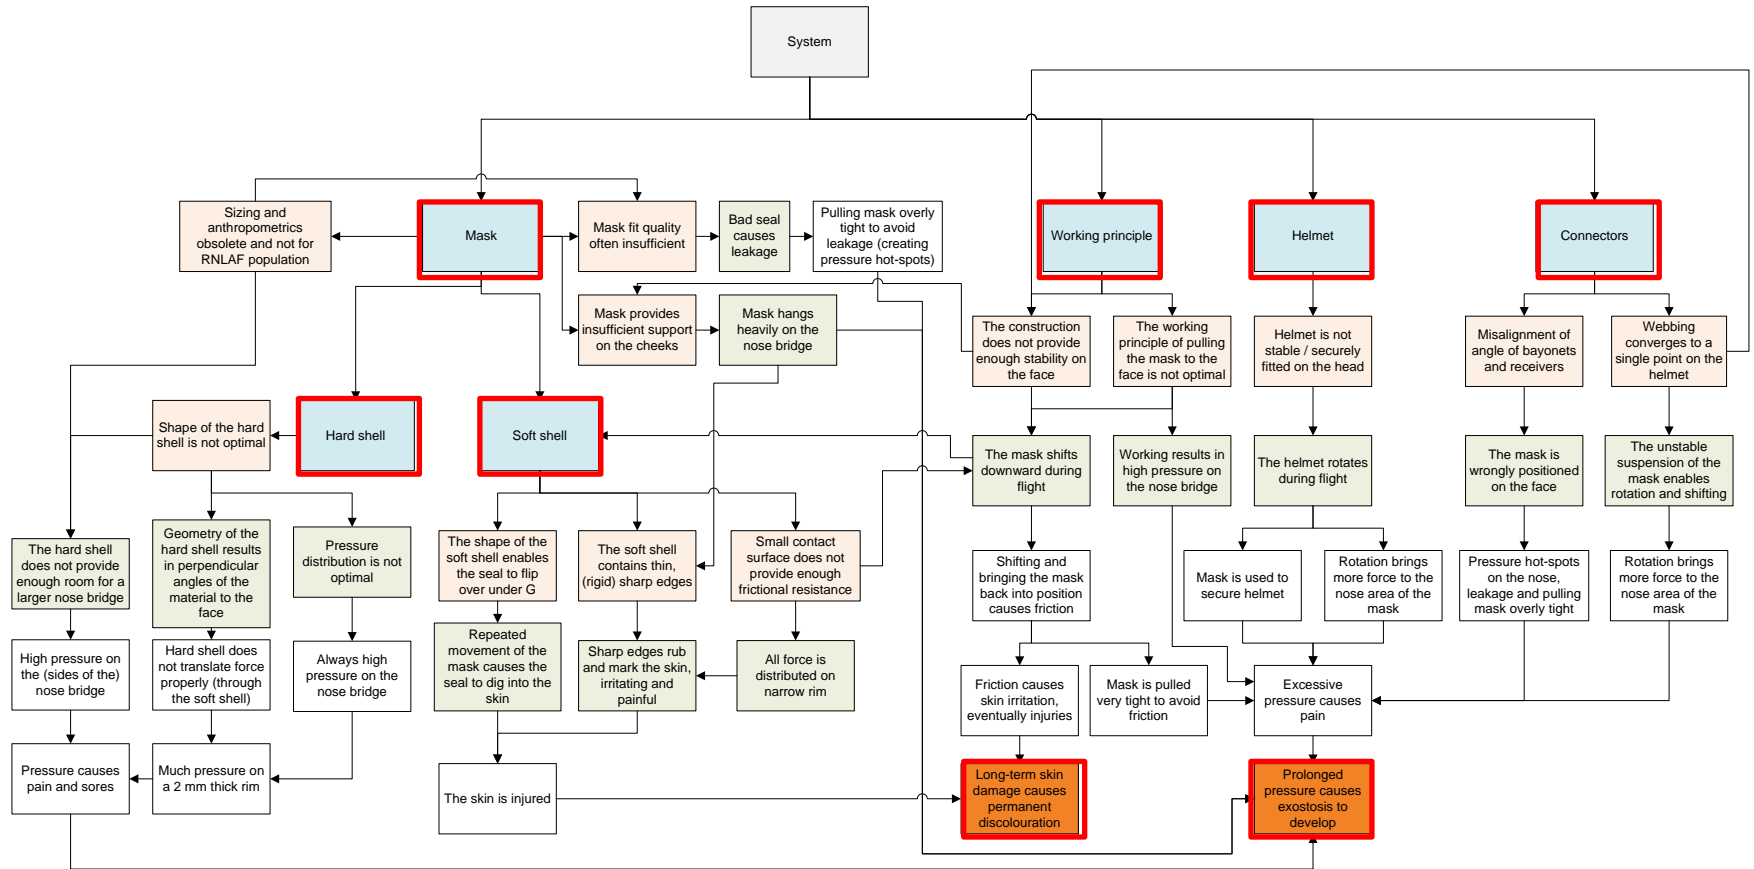 System
Sizing and
anthropometrics
obsolete and not for
RNLAF population
Mask
Mask fit quality
often insufficient
Bad seal
causes
leakage
Pulling mask overly
tight to avoid
leakage (creating
pressure hot-spots)
Working principle
Helmet
Connectors
Mask provides
insufficient support
on the cheeks
Mask hangs
heavily on the
nose bridge
The construction
does not provide
enough stability on
the face
The working
principle of pulling
the mask to the
face is not optimal
Helmet is not
stable / securely
fitted on the head
Misalignment of
angle of bayonets
and receivers
Webbing
converges to a
single point on the
helmet
Shape of the hard
shell is not optimal
Hard shell
Soft shell
The mask shifts
downward during
flight
Working results in
high pressure on
the nose bridge
The helmet rotates
during flight
The mask is
wrongly positioned
on the face
The unstable
suspension of the
mask enables
rotation and shifting
The hard shell
does not provide
enough room for a
larger nose bridge
Geometry of the
hard shell results
in perpendicular
angles of the
material to the
face
Pressure
distribution is not
optimal
The shape of the
soft shell enables
the seal to flip
over under G
The soft shell
contains thin,
(rigid) sharp edges
Small contact
surface does not
provide enough
frictional resistance
Shifting and
bringing the mask
back into position
causes friction
Mask is used to
secure helmet
Rotation brings
more force to the
nose area of the
mask
Pressure hot-spots
on the nose,
leakage and pulling
mask overly tight
Rotation brings
more force to the
nose area of the
mask
High pressure on
the (sides of the)
nose bridge
Hard shell does
not translate force
properly (through
the soft shell)
Always high
pressure on the
nose bridge
Repeated
movement of the
mask causes the
seal to dig into the
skin
Sharp edges rub
and mark the skin,
irritating and
painful
All force is
distributed on
narrow rim
Friction causes
skin irritation,
eventually injuries
Mask is pulled
very tight to avoid
friction
Excessive
pressure causes
pain
Pressure causes
pain and sores
Much pressure on
a 2 mm thick rim
The skin is injured
Long-term skin
damage causes
permanent
discolouration
Prolonged
pressure causes
exostosis to
develop